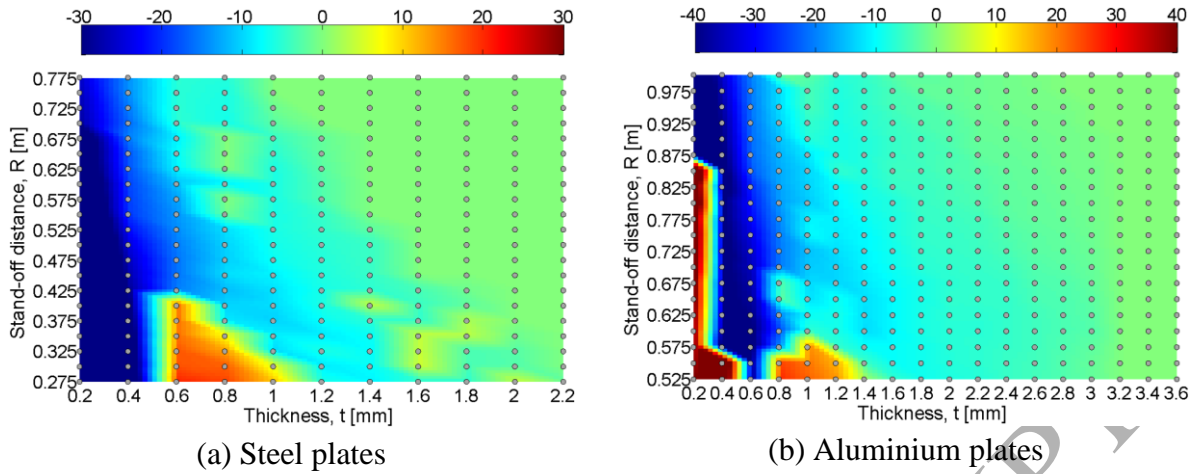 -30 -20 -10 0 10 20 30
0.775
0.725
0.675
0.625
0.575
0.525
0.475
0.425
0.375
0.325
0.275
Stand-off distance, R [m]
0.2 0.4 0.6 0.8 1.0 1.2 1.4 1.6 1.8 2 2.2
Thickness, t [mm]
(a) Steel plates
-40 -30 -20 -10 0 10 20 30 40
0.975
0.925
0.875
0.825
0.775
0.725
0.675
0.625
0.575
0.525
Stand-off distance, R [m]
0.2 0.4 0.6 0.8 1 1.2 1.4 1.6 1.8 2 2.2 2.4 2.6 2.8 3 3.2 3.4 3.6
Thickness, t [mm]
(b) Aluminium plates